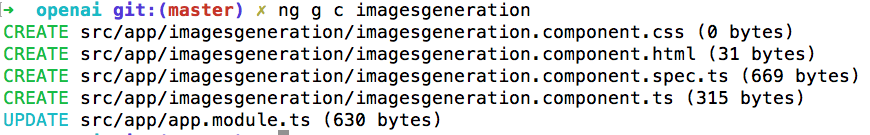 ➜ openai git:(master) ✗ ng g c imagesgeneration
CREATE src/app/imagesgeneration/imagesgeneration.component.css (0 bytes)
CREATE src/app/imagesgeneration/imagesgeneration.component.html (31 bytes)
CREATE src/app/imagesgeneration/imagesgeneration.component.spec.ts (669 bytes)
CREATE src/app/imagesgeneration/imagesgeneration.component.ts (315 bytes)
UPDATE src/app/app.module.ts (630 bytes)